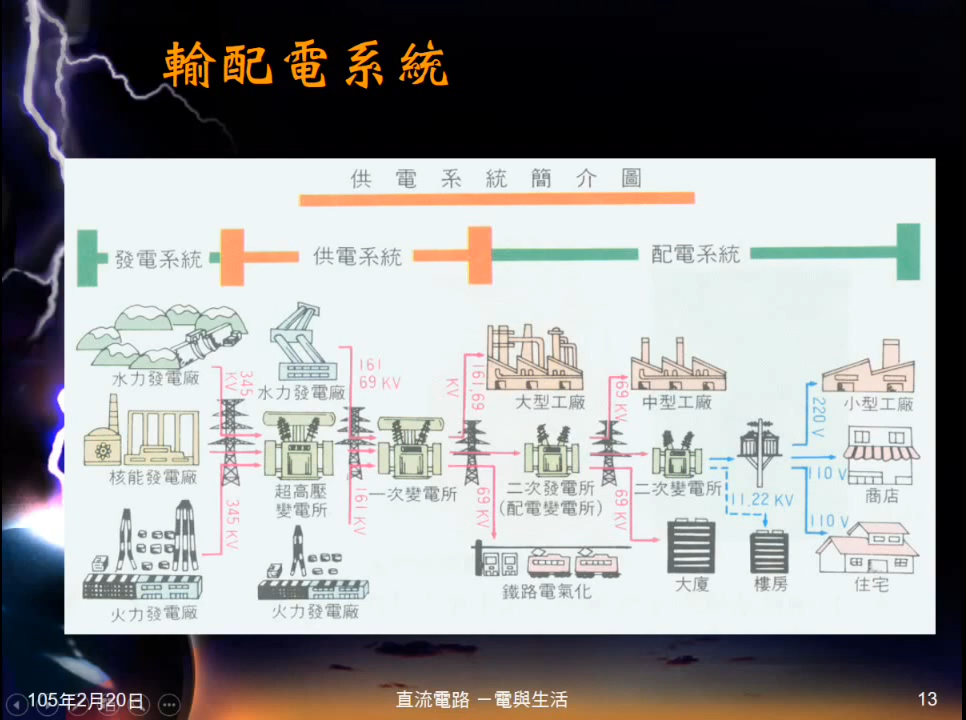 輸配電系統
供電系統簡介圖
發電系統
供電系統
配電系統
水力發電廠
345
KV
水力發電廠
161
69 KV
161,69
KV
大型工廠
69 KV
中型工廠
220 V
小型工廠
核能發電廠
超高壓
變電所
一次變電所
二次發電所
(配電變電所)
二次變電所
11,22 KV
110 V
商店
345 KV
161 KV
69 KV
69 KV
110 V
火力發電廠
火力發電廠
鐵路電氣化
大廈
樓房
住宅
105年2月20日
直流電路 －電與生活
13